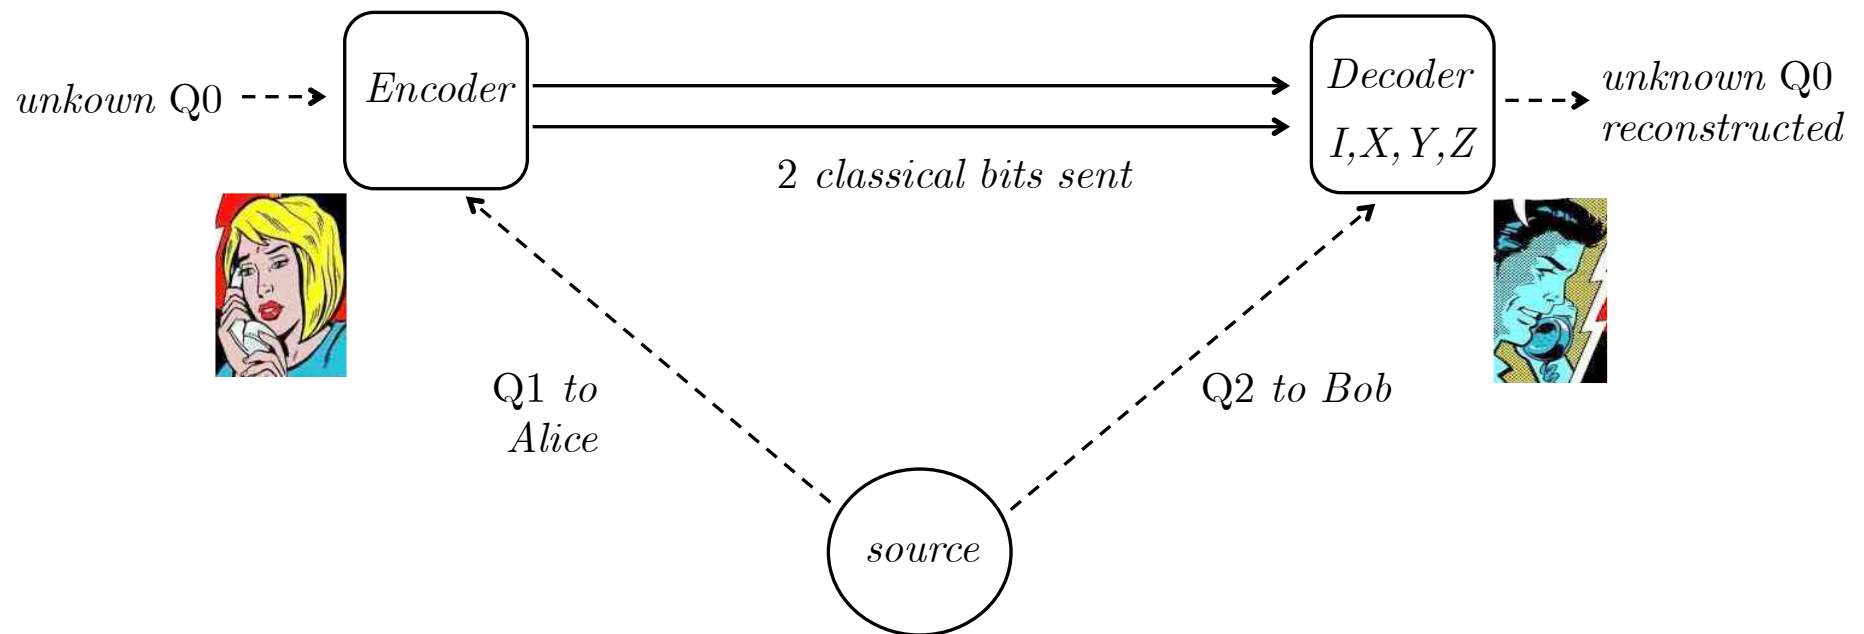 unkown Q0
Encoder
Decoder
I,X,Y,Z
unknown Q0
reconstructed
2 classical bits sent
Q1 to
Alice
Q2 to Bob
source